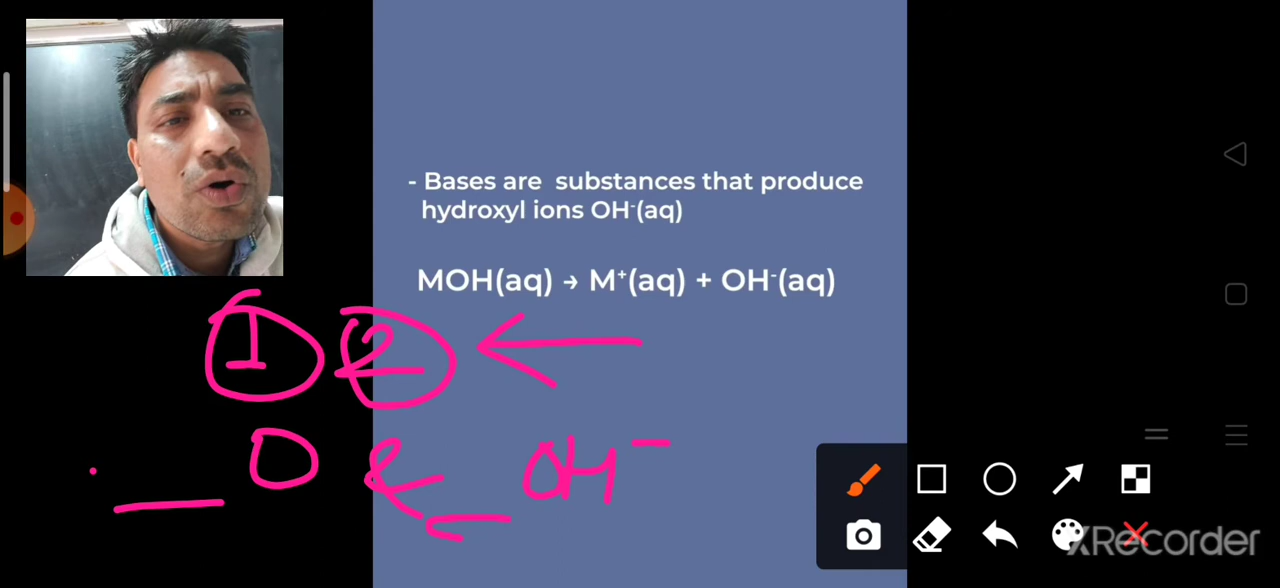 - Bases are substances that produce
hydroxyl ions OH⁻(aq)
MOH(aq) → M⁺(aq) + OH⁻(aq)
1 2
O & OH⁻
XRecorder